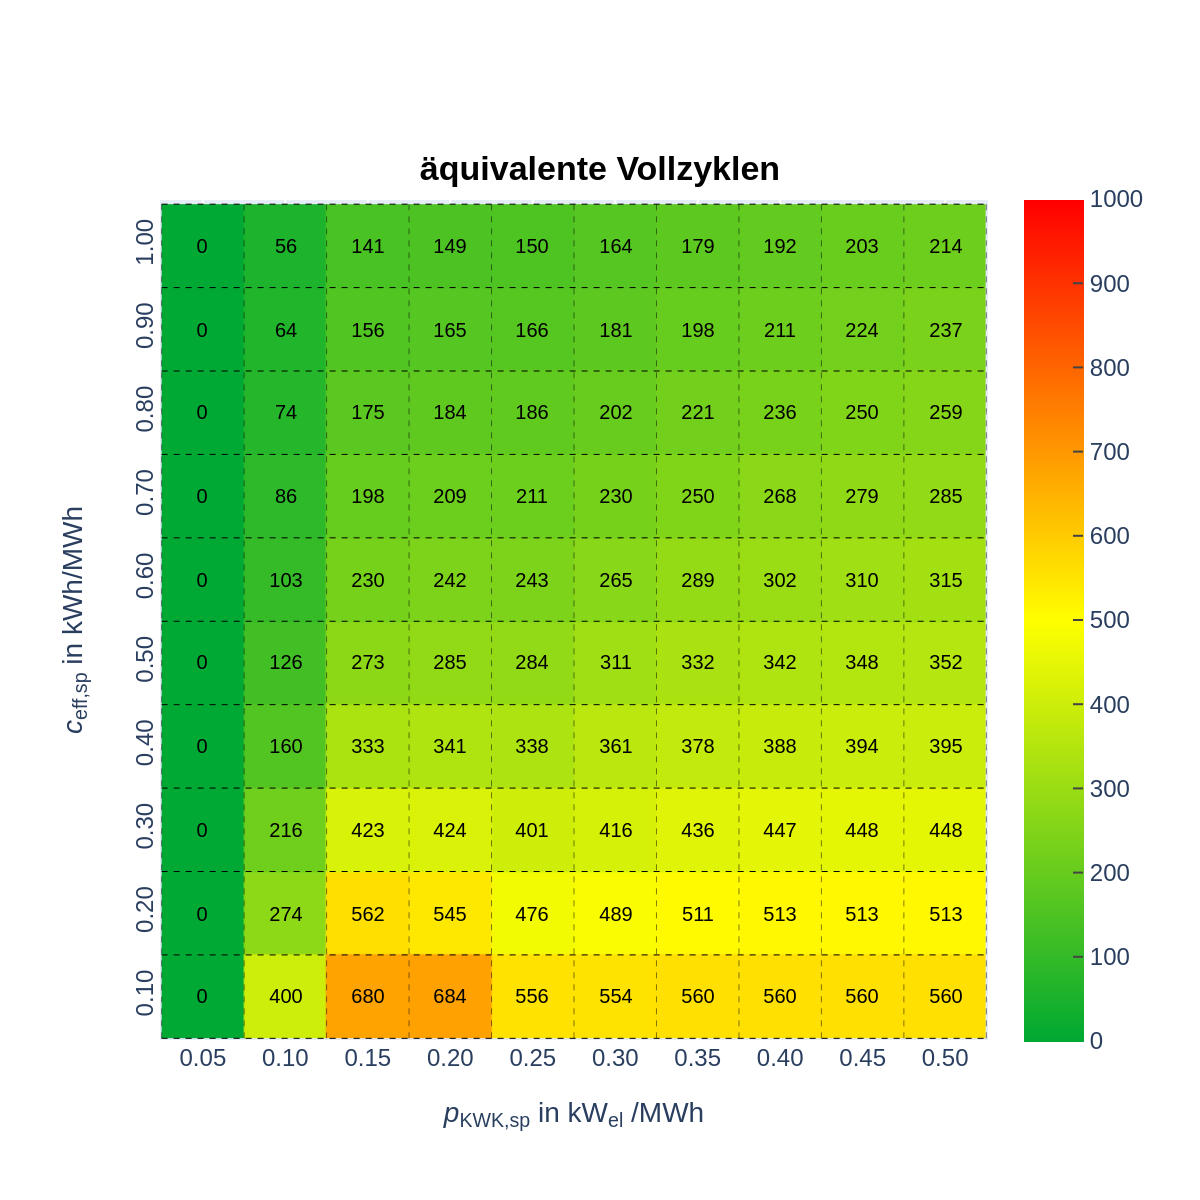 äquivalente Vollzyklen
1.00 0 56 141 149 150 164 179 192 203 214
0.90 0 64 156 165 166 181 198 211 224 237
0.80 0 74 175 184 186 202 221 236 250 259
0.70 0 86 198 209 211 230 250 268 279 285
0.60 0 103 230 242 243 265 289 302 310 315
0.50 0 126 273 285 284 311 332 342 348 352
0.40 0 160 333 341 338 361 378 388 394 395
0.30 0 216 423 424 401 416 436 447 448 448
0.20 0 274 562 545 476 489 511 513 513 513
0.10 0 400 680 684 556 554 560 560 560 560
0.05 0.10 0.15 0.20 0.25 0.30 0.35 0.40 0.45 0.50
pKWK,sp in kWel /MWh
ceff,sp in kWh/MWh
1000
900
800
700
600
500
400
300
200
100
0